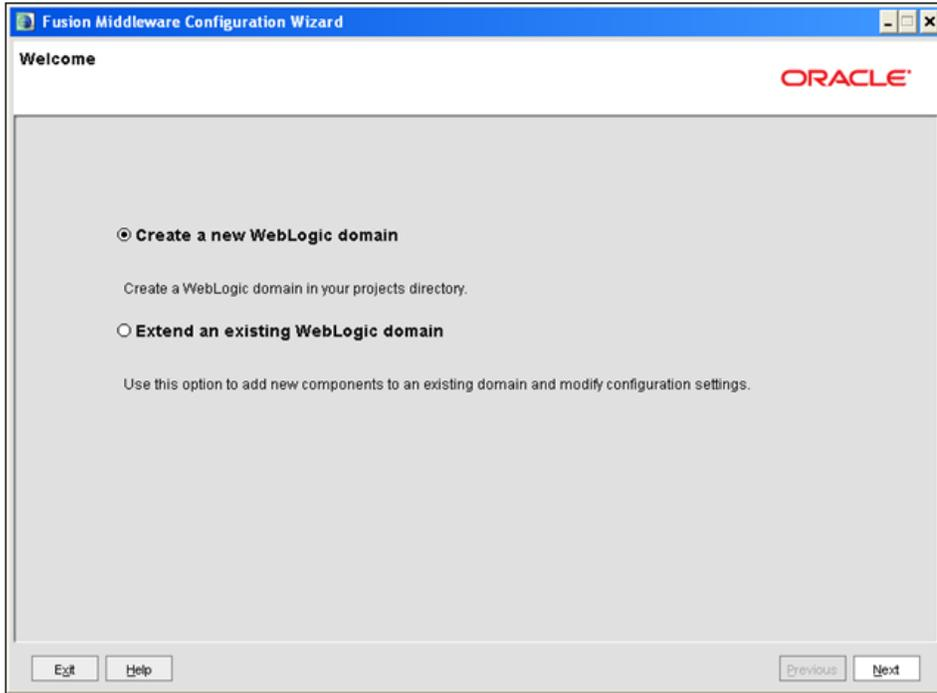 Fusion Middleware Configuration Wizard
Welcome
ORACLE
Create a new WebLogic domain
Create a WebLogic domain in your projects directory.
Extend an existing WebLogic domain
Use this option to add new components to an existing domain and modify configuration settings.
Exit Help Previous Next